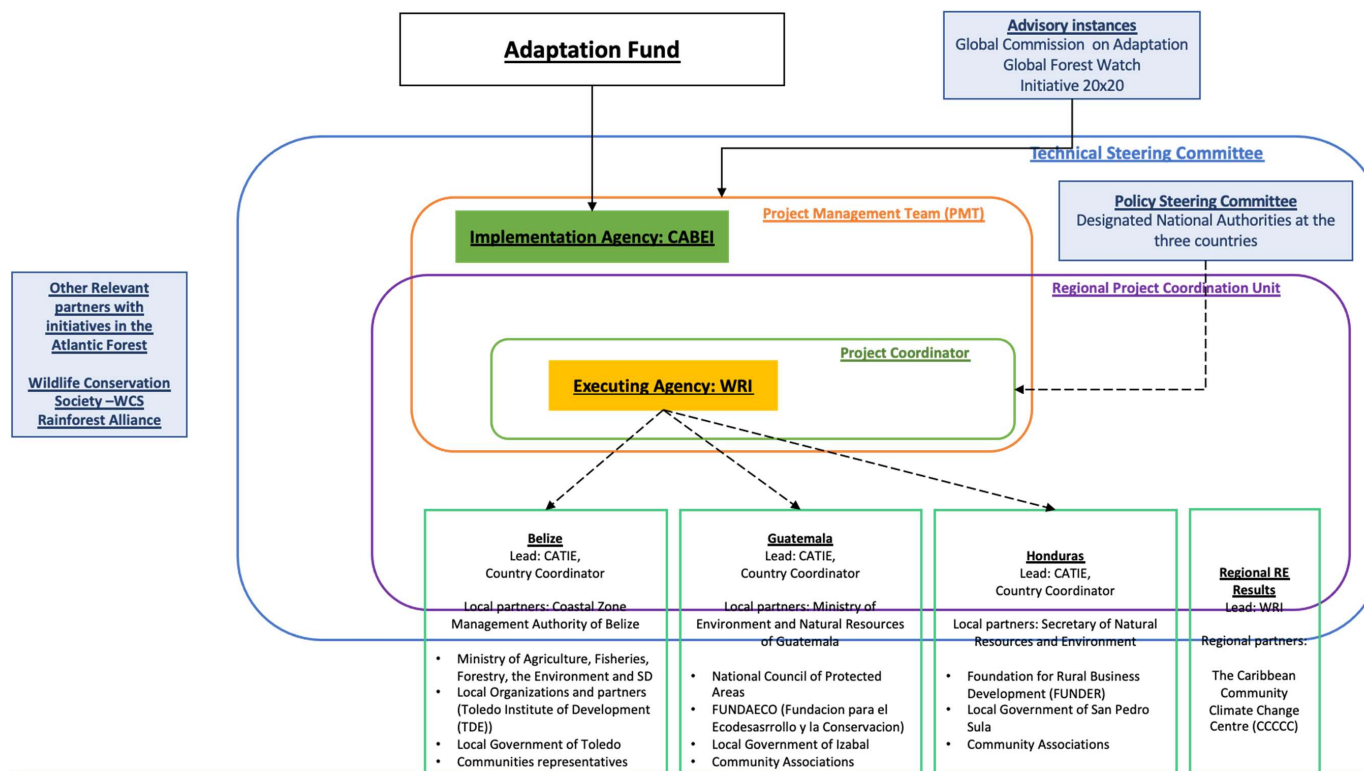 Adaptation Fund
Advisory instances
Global Commission on Adaptation
Global Forest Watch
Initiative 20x20
Technical Steering Committee
Project Management Team (PMT)
Policy Steering Committee
Designated National Authorities at the
three countries
Implementation Agency: CABEI
Regional Project Coordination Unit
Other Relevant
partners with
initiatives in the
Atlantic Forest
Wildlife Conservation
Society –WCS
Rainforest Alliance
Project Coordinator
Executing Agency: WRI
Belize
Lead: CATIE,
Country Coordinator
Local partners: Coastal Zone
Management Authority of Belize
• Ministry of Agriculture, Fisheries,
Forestry, the Environment and SD
• Local Organizations and partners
(Toledo Institute of Development
(TDE))
• Local Government of Toledo
• Communities representatives
Guatemala
Lead: CATIE,
Country Coordinator
Local partners: Ministry of
Environment and Natural Resources
of Guatemala
• National Council of Protected
Areas
• FUNDAECO (Fundacion para el
Ecodesasrrollo y la Conservacion)
• Local Government of Izabal
• Community Associations
Honduras
Lead: CATIE,
Country Coordinator
Local partners: Secretary of Natural
Resources and Environment
• Foundation for Rural Business
Development (FUNDER)
• Local Government of San Pedro
Sula
• Community Associations
Regional RE
Results
Lead: WRI
Regional partners:
The Caribbean
Community
Climate Change
Centre (CCCCC)